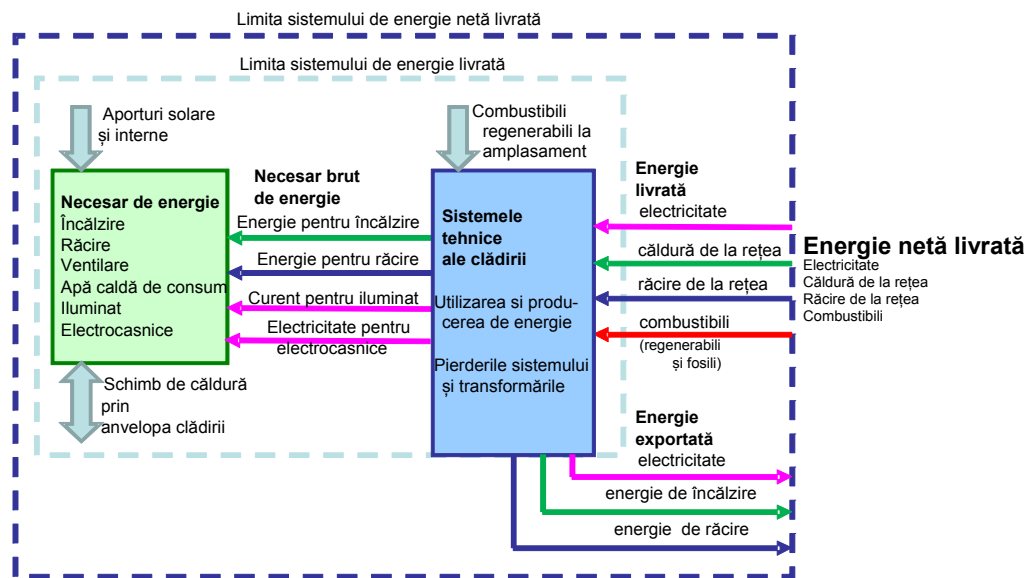 Limita sistemului de energie netă livrată
Limita sistemului de energie livrată
Aporturi solare
și interne
Combustibili
regenerabili la
amplasament
Necesar de energie
Încălzire
Răcire
Ventilare
Apă caldă de consum
Iluminat
Electrocasnice
Necesar brut
de energie
Energie pentru încălzire
Energie pentru răcire
Curent pentru iluminat
Electricitate pentru
electrocasnice
Sistemele
tehnice
ale clădirii
Utilizarea si produ-
cerea de energie
Pierderile sistemului
și transformările
Energie
livrată
electricitate
căldură de la rețea
răcire de la rețea
combustibili
(regenerabili
și fosili)
Energie netă livrată
Electricitate
Căldură de la rețea
Răcire de la rețea
Combustibili
Schimb de căldură
prin
anvelopa clădirii
Energie
exportată
electricitate
energie de încălzire
energie de răcire